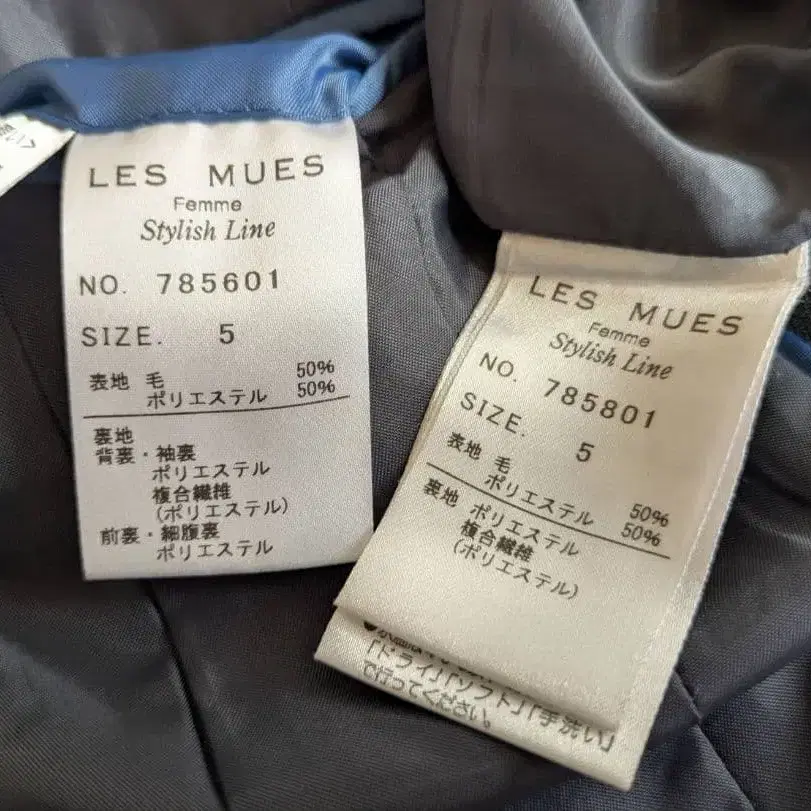 LES MUES
Femme
Stylish Line
NO. 785601
SIZE. 5
表地 毛 50%
ポリエステル 50%
裏地
背裏・袖裏
ポリエステル
複合繊維
(ポリエステル)
前裏・細腹裏
ポリエステル
LES MUES
Femme
Stylish Line
NO. 785801
SIZE. 5
表地 毛 50%
ポリエステル 50%
裏地 ポリエステル
複合繊維
(ポリエステル)
「ドライ」「ソフト」「手洗い」
で行ってください。